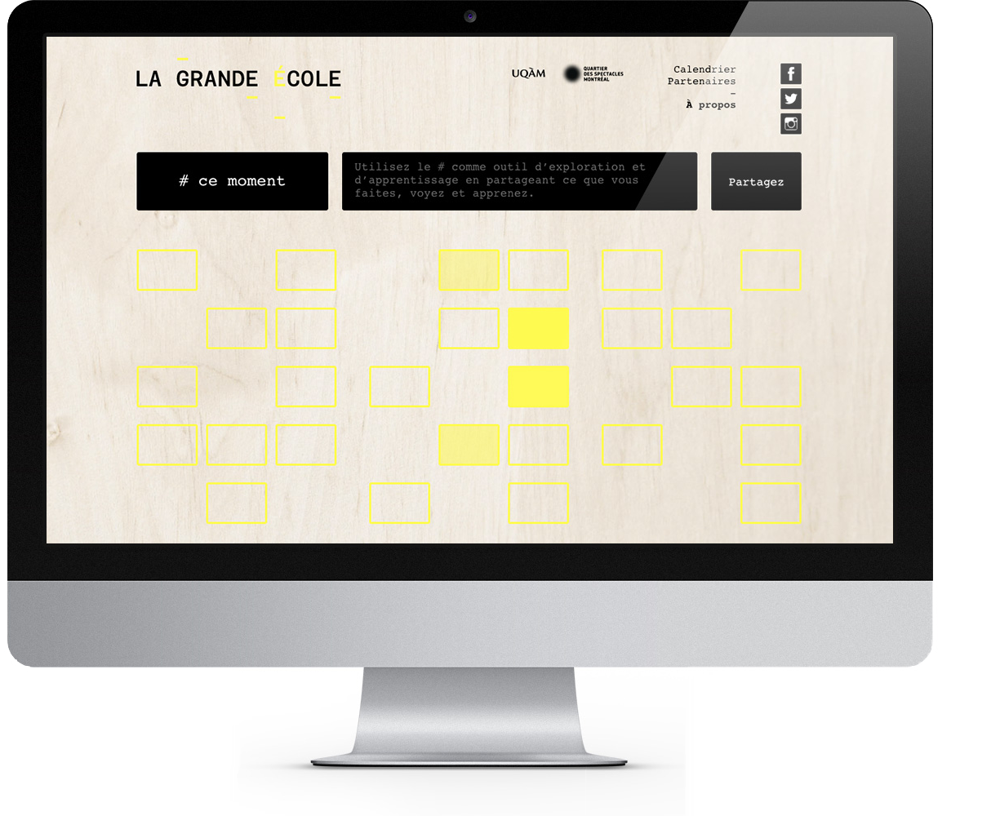 LA GRANDE ÉCOLE
UQÀM
QUARTIER
DES SPECTACLES
MONTRÉAL
Calendrier
Partenaires
–
À propos
# ce moment
Utilisez le # comme outil d’exploration et
d’apprentissage en partageant ce que vous
faites, voyez et apprenez.
Partagez